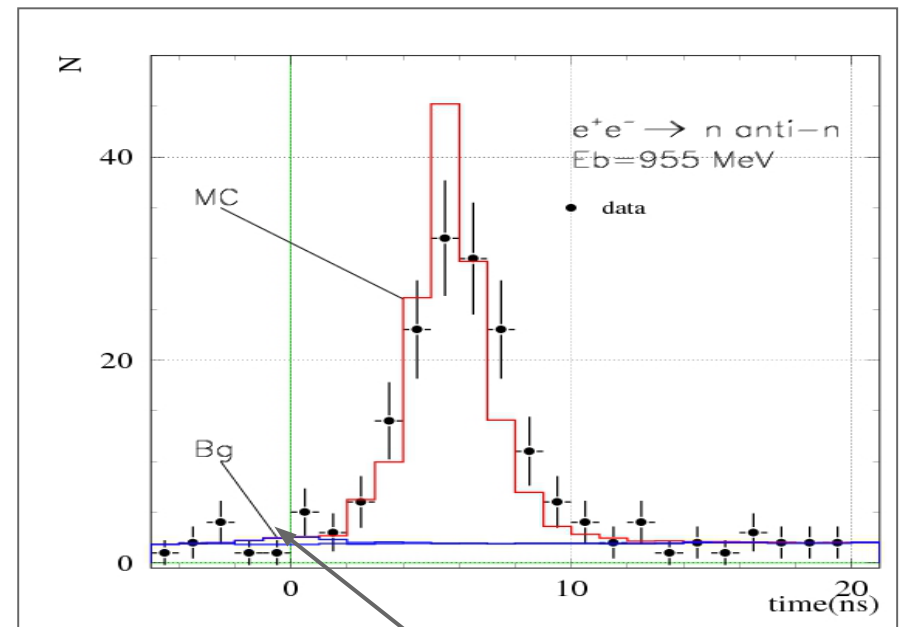 N
e⁺e⁻ → n anti-n
Eb=955 MeV
data
MC
Bg
40
20
0
0 10 20
time(ns)